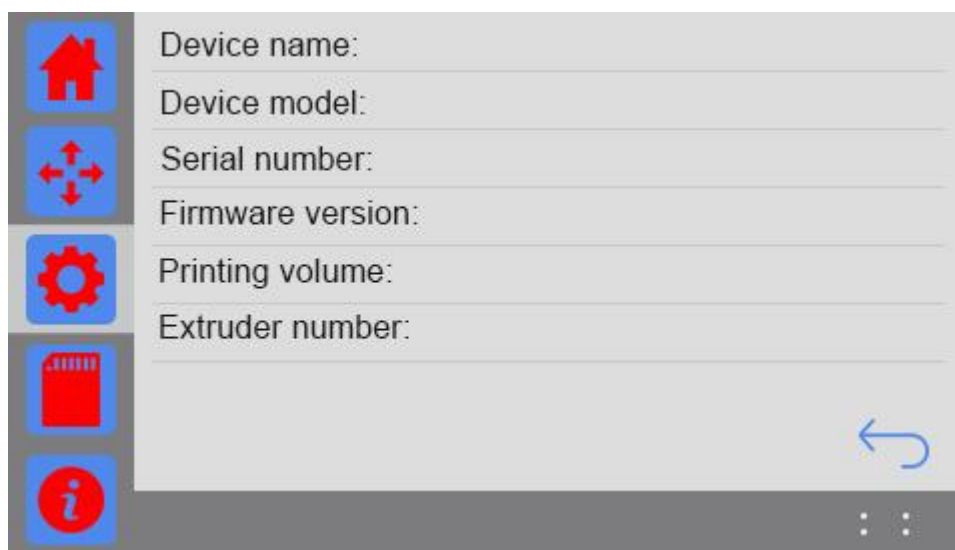 Device name:
Device model:
Serial number:
Firmware version:
Printing volume:
Extruder number:
i
: :